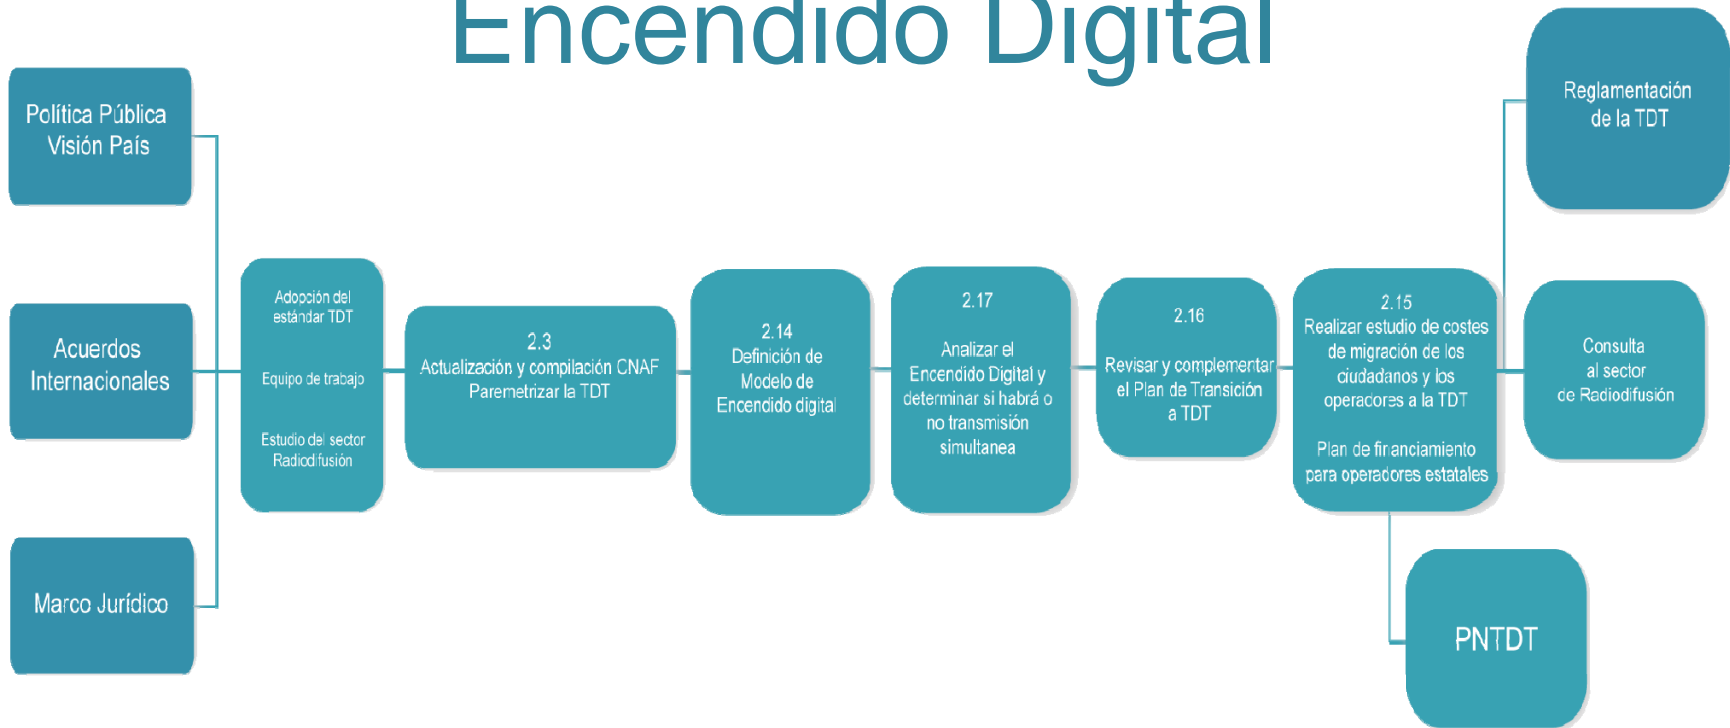 Encendido Digital
Política Pública
Visión País
Acuerdos
Internacionales
Marco Jurídico
Adopción del
estándar TDT
Equipo de trabajo
Estudio del sector
Radiodifusión
2.3
Actualización y compilación CNAF
Paremetrizar la TDT
2.14
Definición de
Modelo de
Encendido digital
2.17
Analizar el
Encendido Digital y
determinar si habrá o
no transmisión
simultanea
2.16
Revisar y complementar
el Plan de Transición
a TDT
2.15
Realizar estudio de costes
de migración de los
ciudadanos y los
operadores a la TDT
Plan de financiamiento
para operadores estatales
Reglamentación
de la TDT
Consulta
al sector
de Radiodifusión
PNTDT